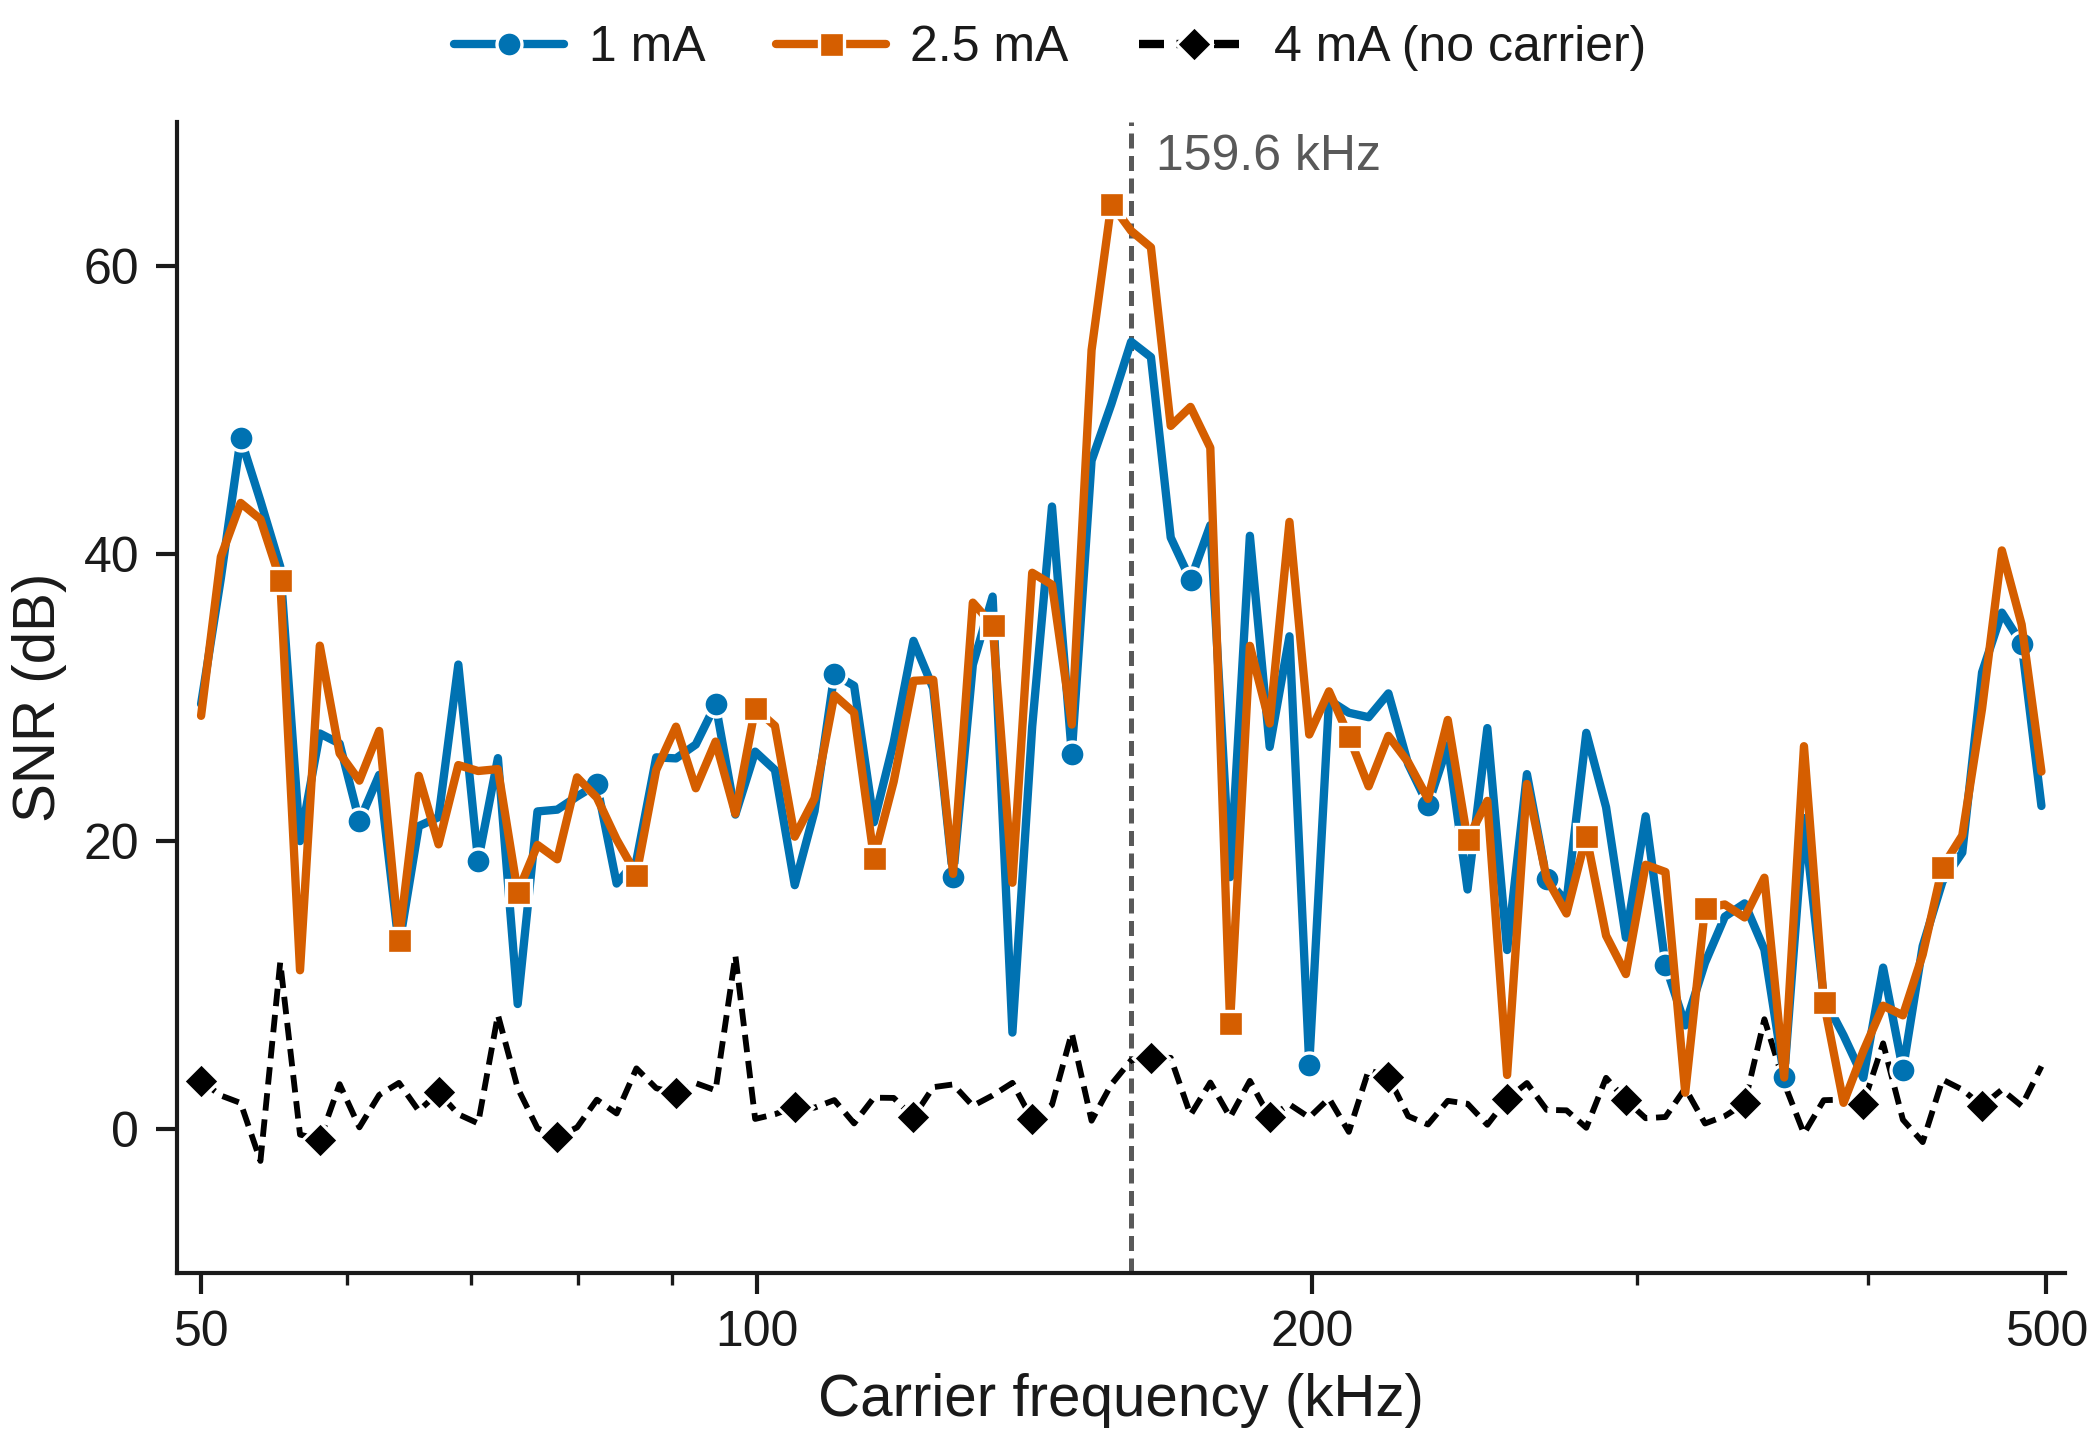 1 mA 2.5 mA 4 mA (no carrier)
159.6 kHz
60
40
20
0
SNR (dB)
50 100 200 500
Carrier frequency (kHz)